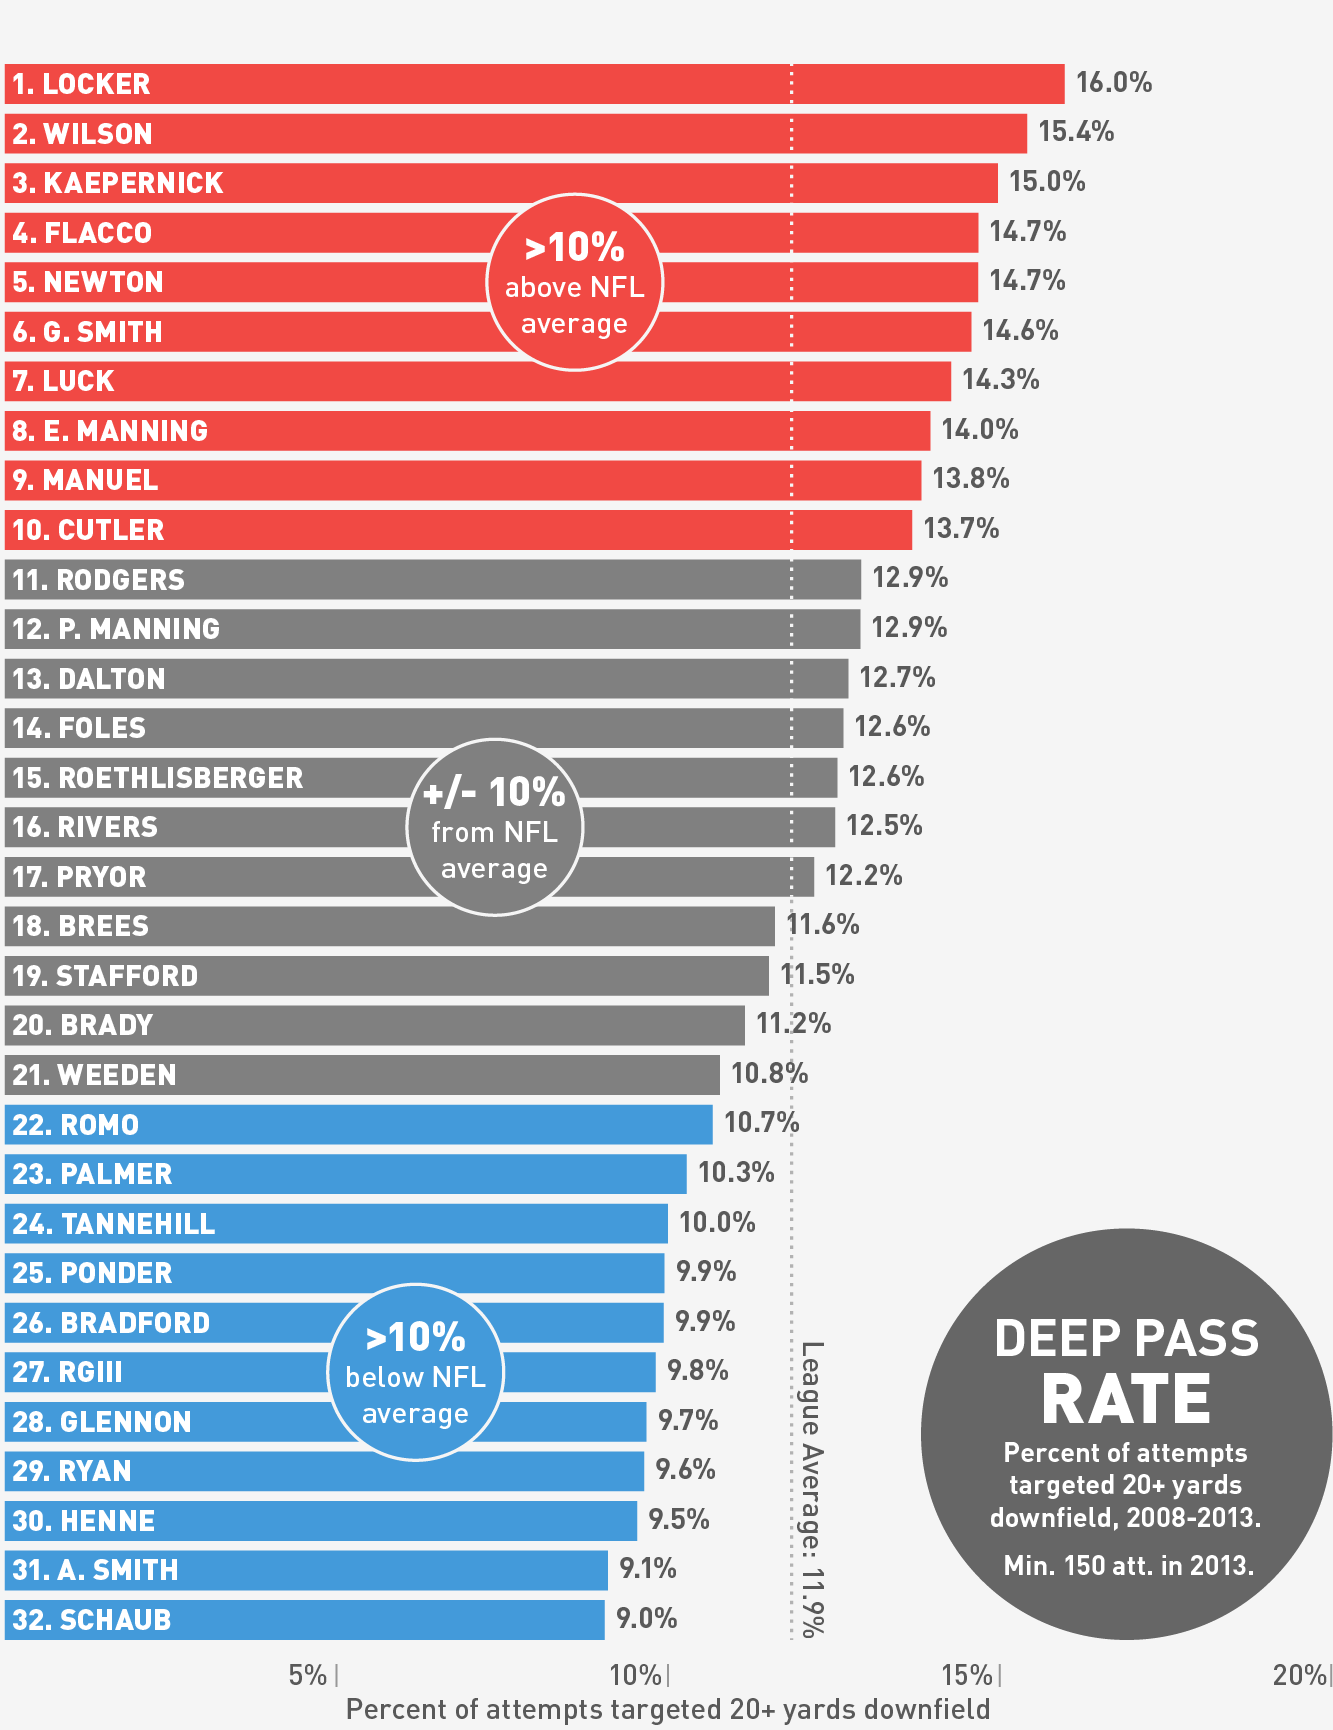 1. LOCKER 16.0%
2. WILSON 15.4%
3. KAEPERNICK 15.0%
4. FLACCO 14.7%
5. NEWTON 14.7%
6. G. SMITH 14.6%
7. LUCK 14.3%
8. E. MANNING 14.0%
9. MANUEL 13.8%
10. CUTLER 13.7%
>10%
above NFL
average
11. RODGERS 12.9%
12. P. MANNING 12.9%
13. DALTON 12.7%
14. FOLES 12.6%
15. ROETHLISBERGER 12.6%
16. RIVERS 12.5%
17. PRYOR 12.2%
18. BREES 11.6%
19. STAFFORD 11.5%
20. BRADY 11.2%
21. WEEDEN 10.8%
+/- 10%
from NFL
average
22. ROMO 10.7%
23. PALMER 10.3%
24. TANNEHILL 10.0%
25. PONDER 9.9%
26. BRADFORD 9.9%
27. RGIII 9.8%
28. GLENNON 9.7%
29. RYAN 9.6%
30. HENNE 9.5%
31. A. SMITH 9.1%
32. SCHAUB 9.0%
>10%
below NFL
average
League Average: 11.9%
DEEP PASS
RATE
Percent of attempts
targeted 20+ yards
downfield, 2008-2013.
Min. 150 att. in 2013.
5% 10% 15% 20%
Percent of attempts targeted 20+ yards downfield